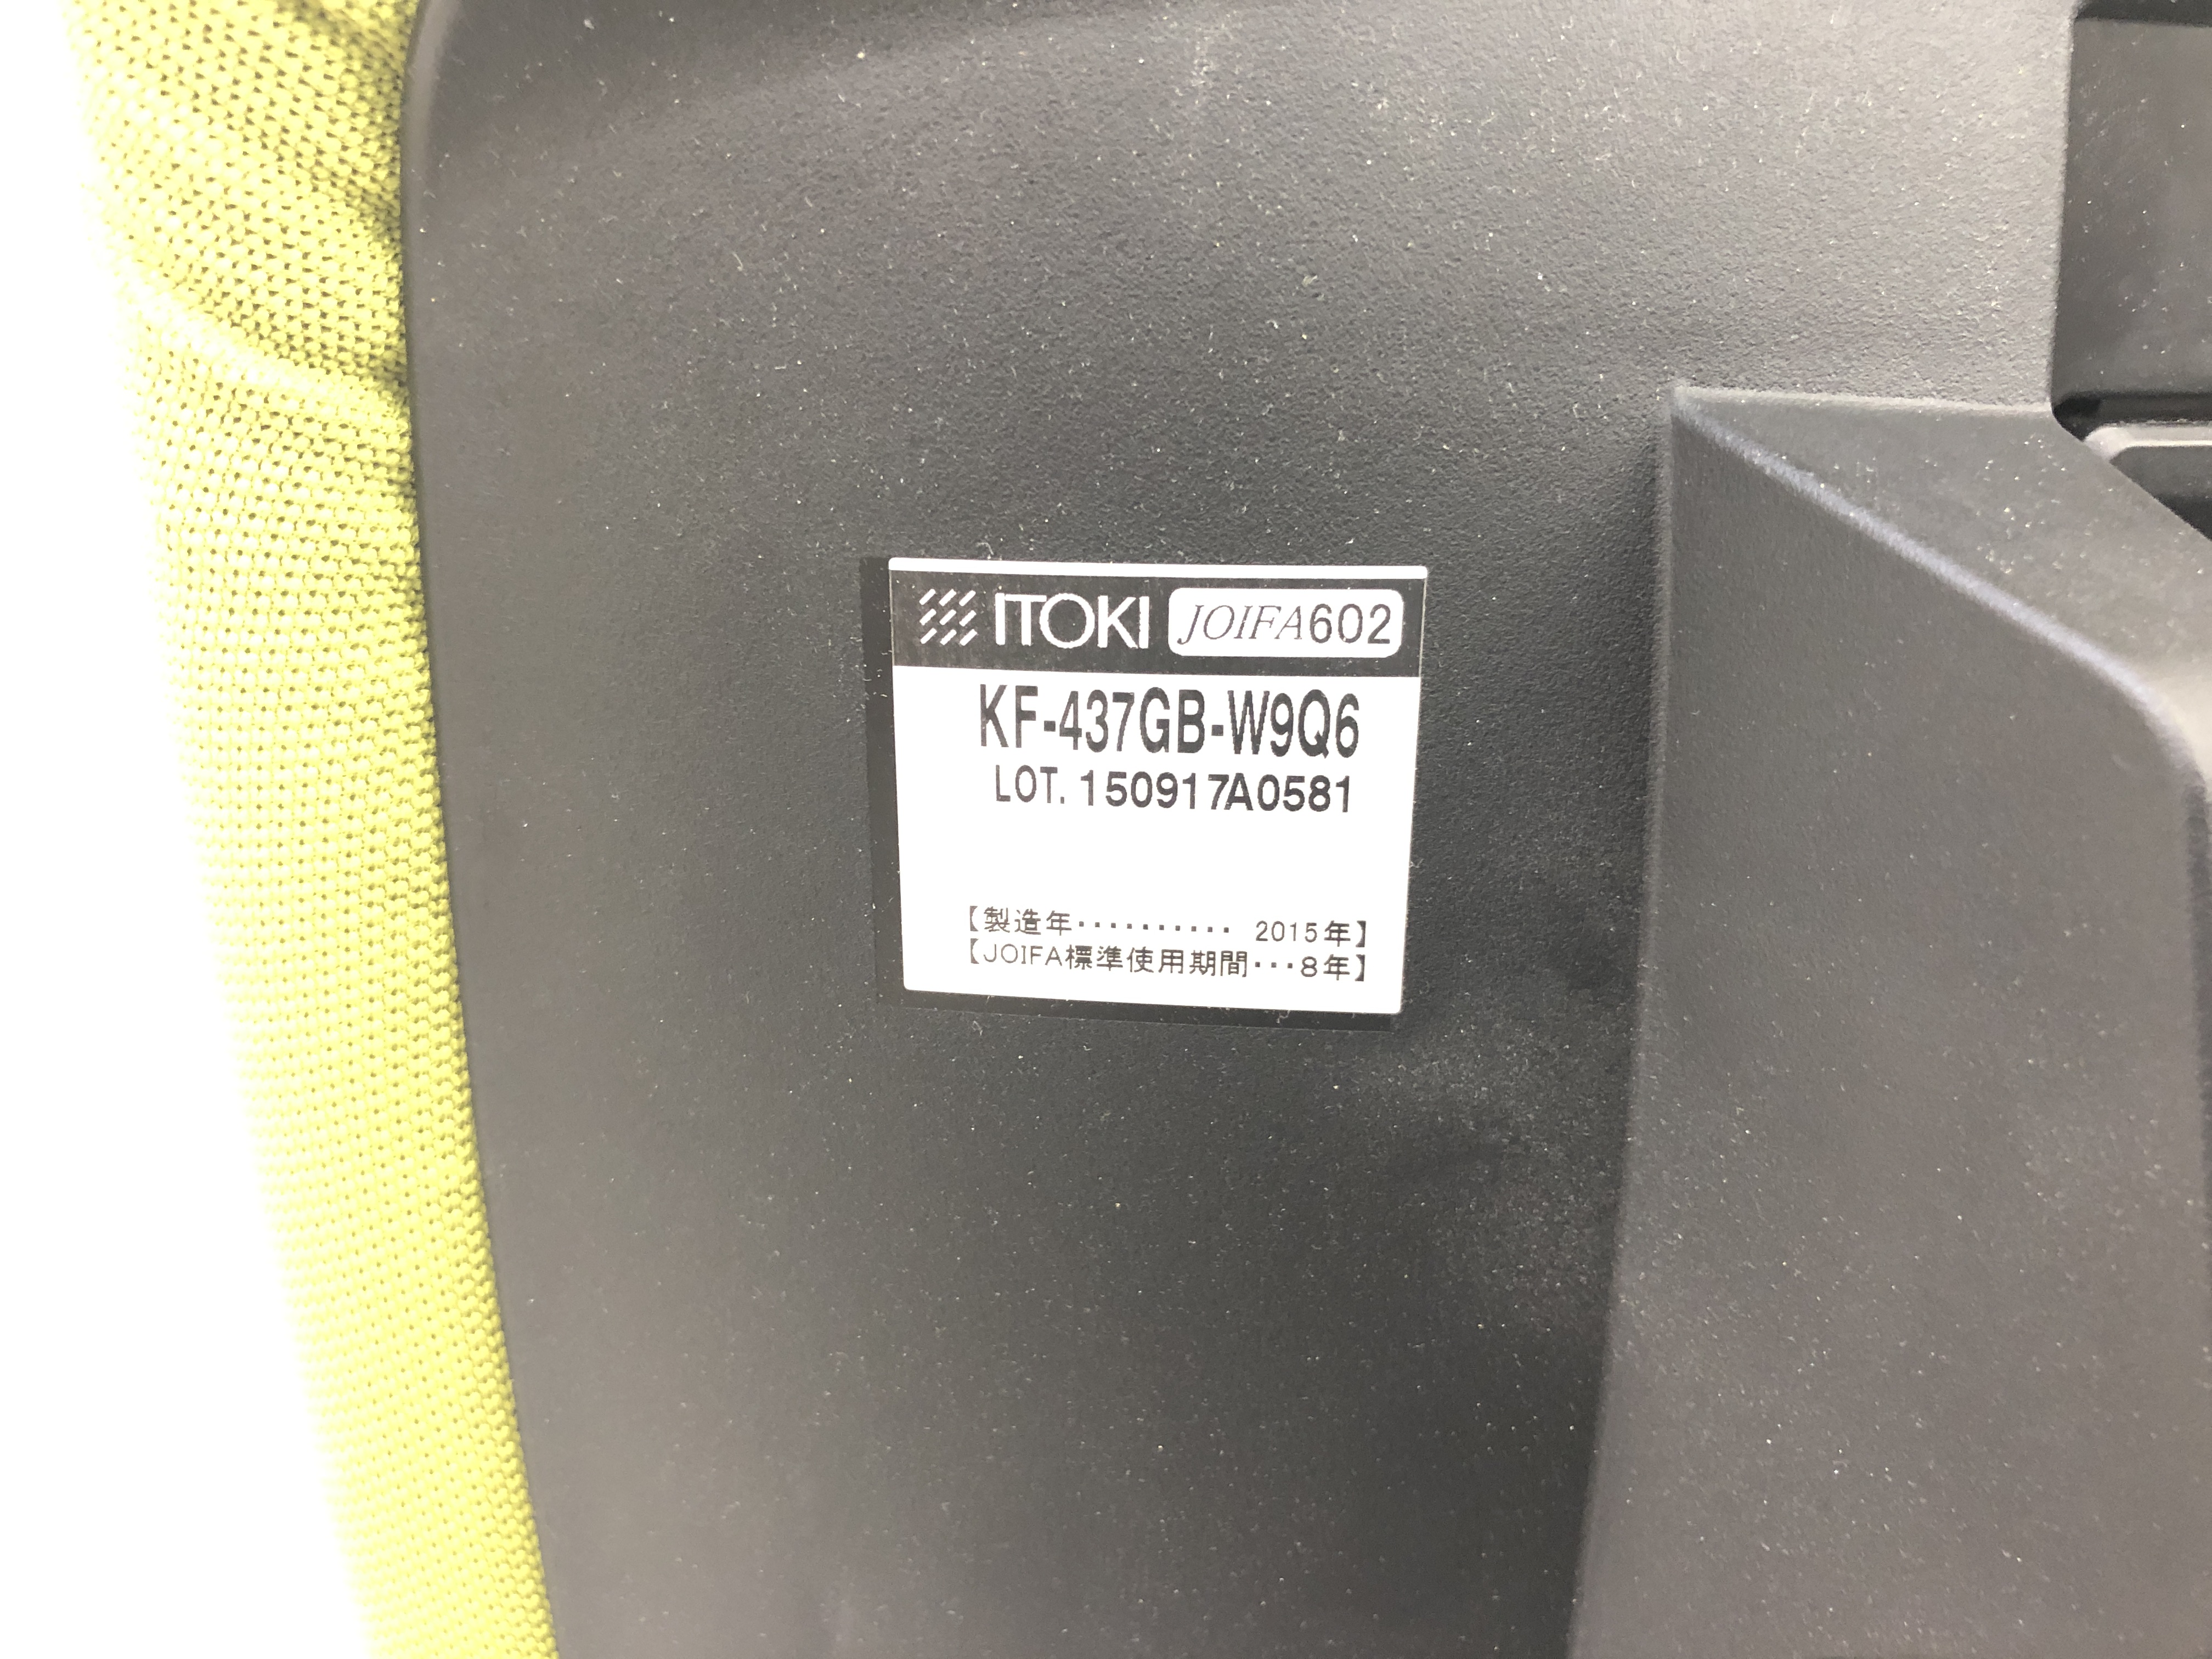 ITOKI JOIFA602
KF-437GB-W9Q6
LOT. 150917A0581
【製造年·········· 2015年】
【JOIFA標準使用期間···8年】